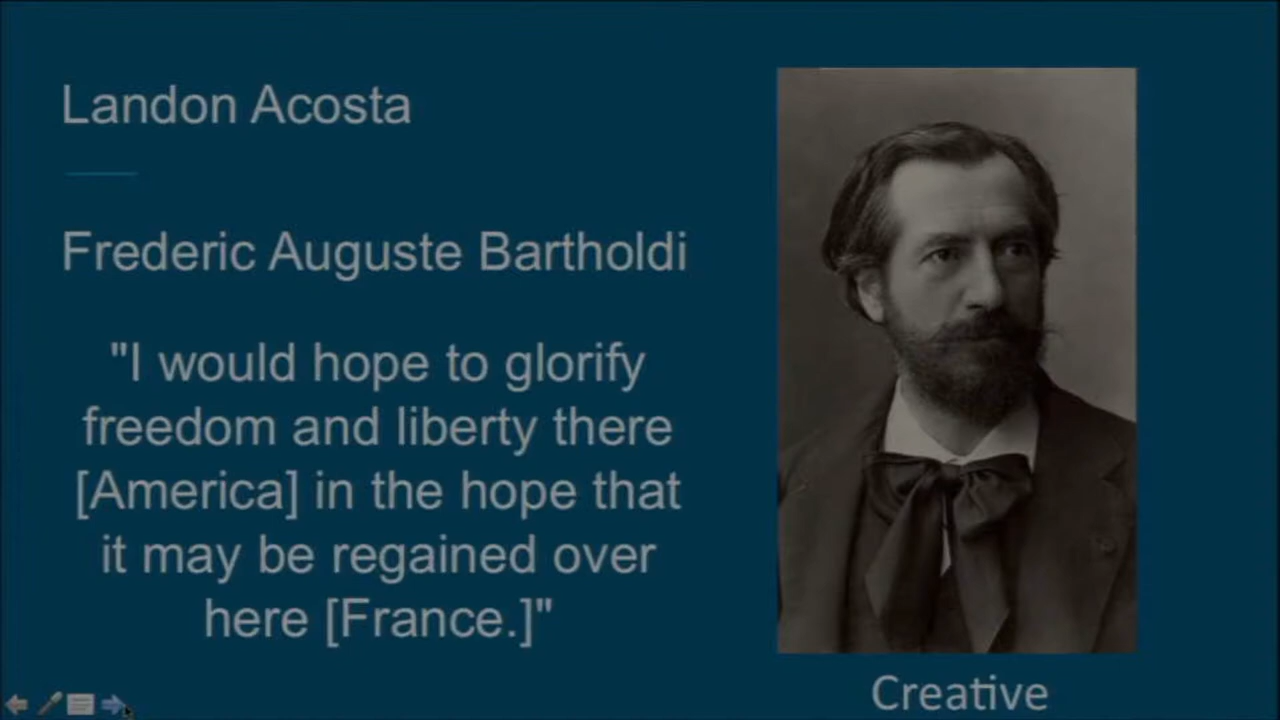 Landon Acosta
Frederic Auguste Bartholdi
"I would hope to glorify
freedom and liberty there
[America] in the hope that
it may be regained over
here [France.]"
Creative